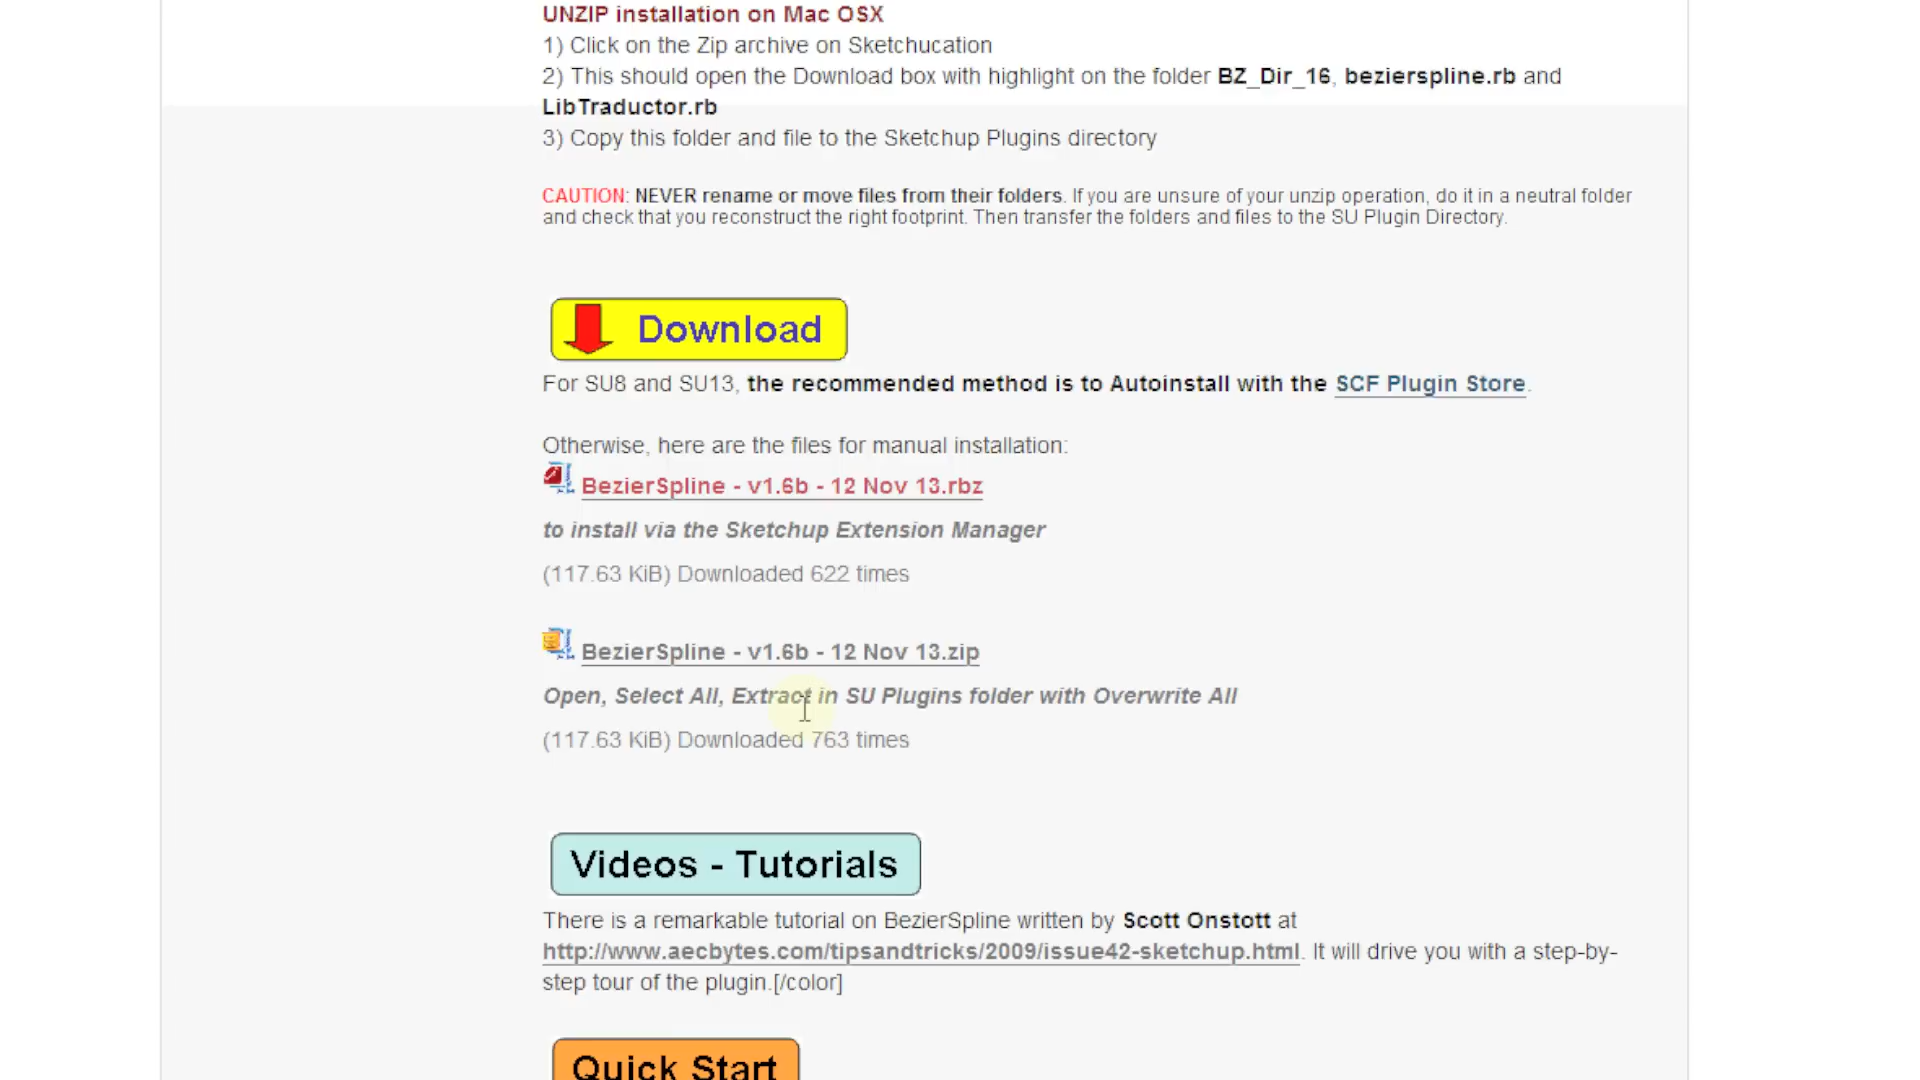 UNZIP installation on Mac OSX
1) Click on the Zip archive on Sketchucation
2) This should open the Download box with highlight on the folder BZ_Dir_16, bezierspline.rb and
LibTraductor.rb
3) Copy this folder and file to the Sketchup Plugins directory
CAUTION: NEVER rename or move files from their folders. If you are unsure of your unzip operation, do it in a neutral folder
and check that you reconstruct the right footprint. Then transfer the folders and files to the SU Plugin Directory.
Download
For SU8 and SU13, the recommended method is to Autoinstall with the SCF Plugin Store.
Otherwise, here are the files for manual installation:
BezierSpline - v1.6b - 12 Nov 13.rbz
to install via the Sketchup Extension Manager
(117.63 KiB) Downloaded 622 times
BezierSpline - v1.6b - 12 Nov 13.zip
Open, Select All, Extract in SU Plugins folder with Overwrite All
(117.63 KiB) Downloaded 763 times
Videos - Tutorials
There is a remarkable tutorial on BezierSpline written by Scott Onstott at
http://www.aecbytes.com/tipsandtricks/2009/issue42-sketchup.html. It will drive you with a step-by-
step tour of the plugin.[/color]
Quick Start